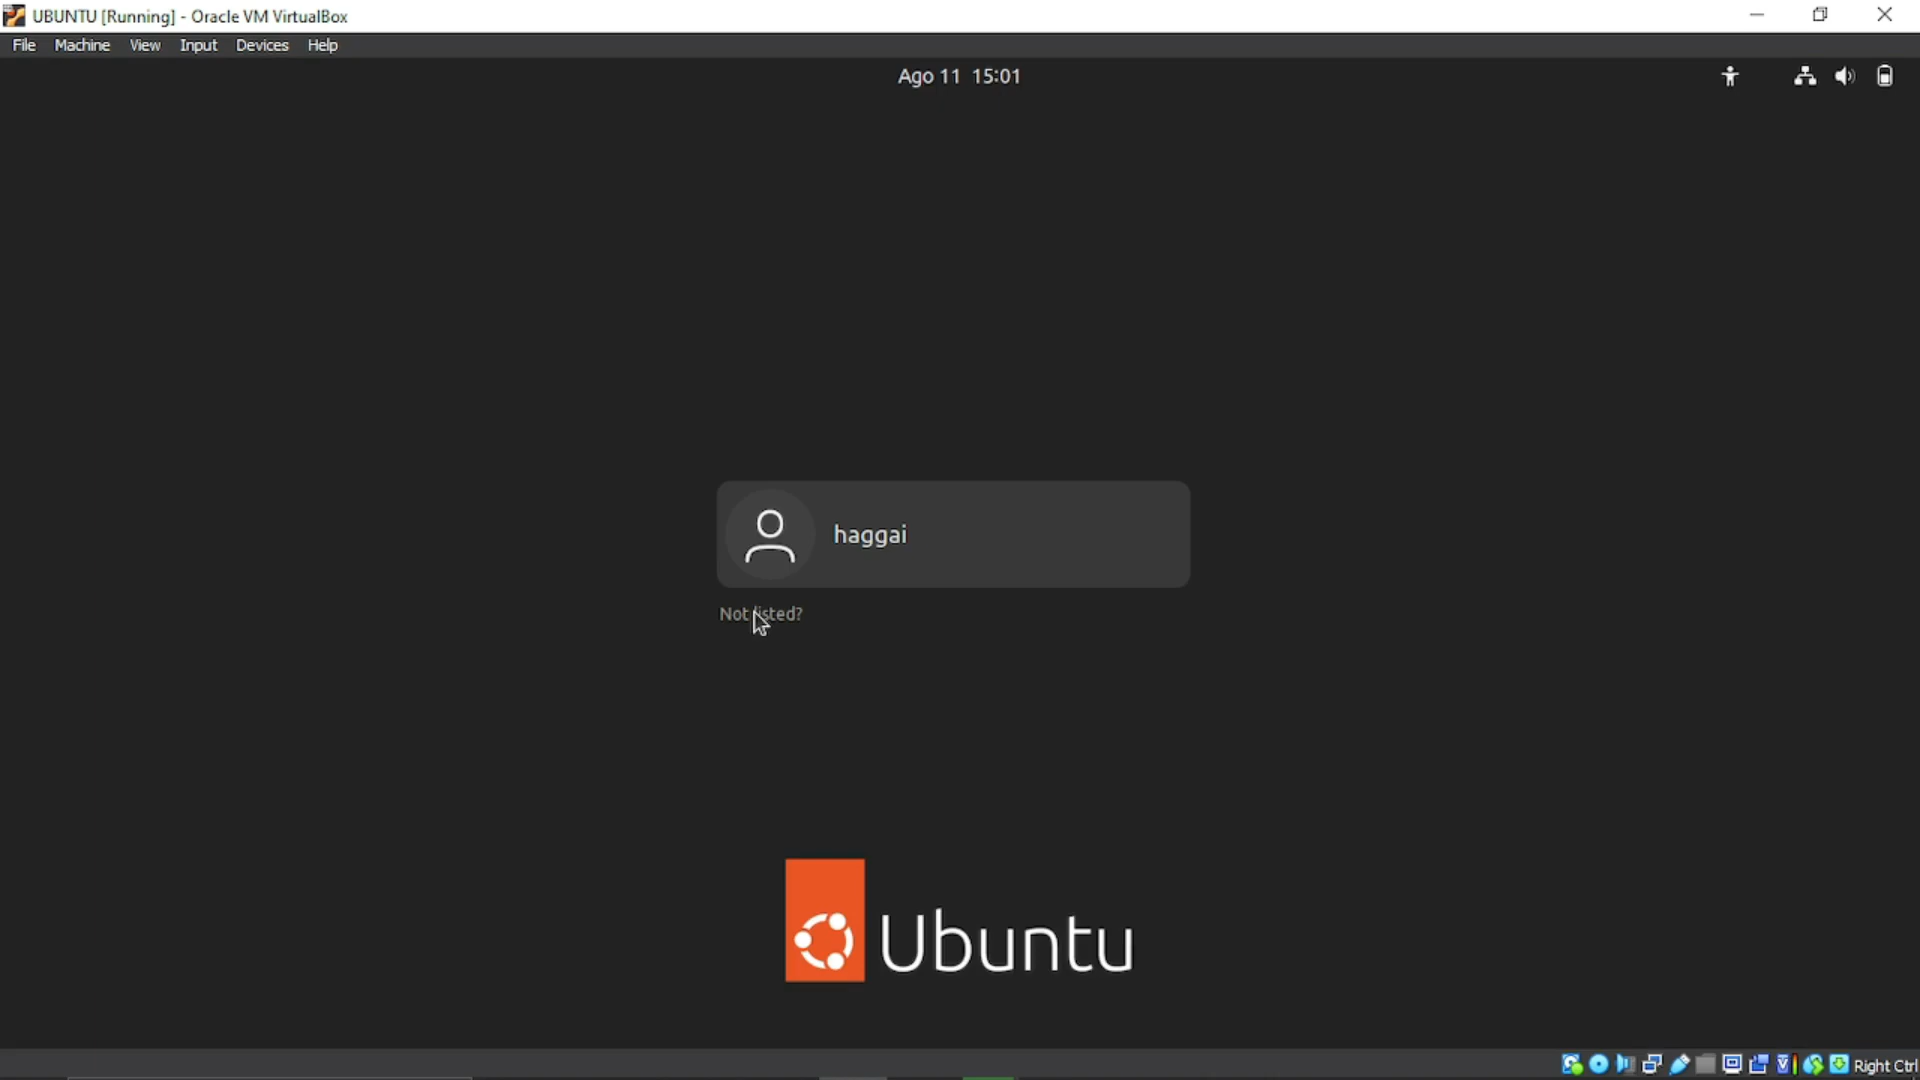 UBUNTU [Running] - Oracle VM VirtualBox
File Machine View Input Devices Help
Ago 11 15:01
haggai
Not listed?
Ubuntu
Right Ctrl